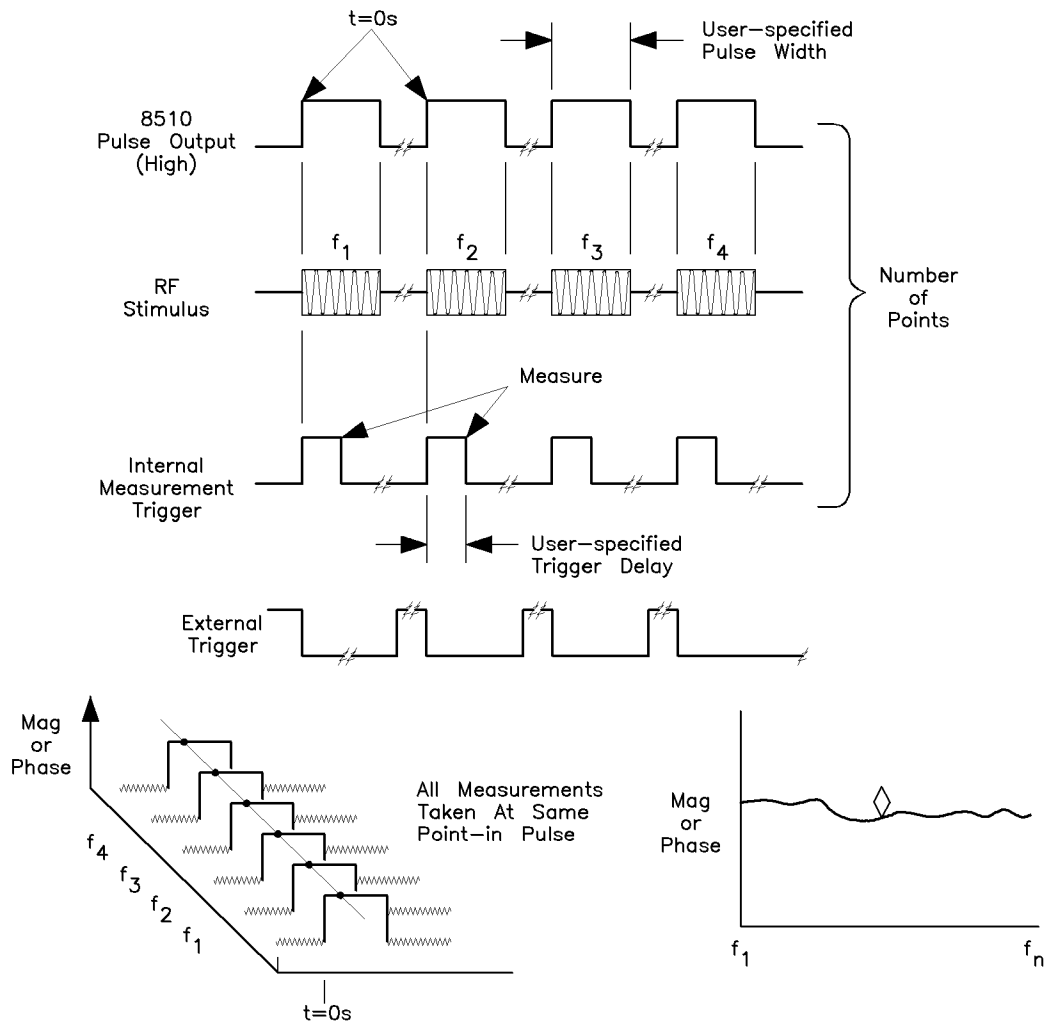 t=0s
User-specified
Pulse Width
8510
Pulse Output
(High)
f1
f2
f3
f4
RF
Stimulus
Number
of
Points
Measure
Internal
Measurement
Trigger
User-specified
Trigger Delay
External
Trigger
Mag
or
Phase
f4
f3
f2
f1
t=0s
All Measurements
Taken At Same
Point-in Pulse
Mag
or
Phase
f1
fn